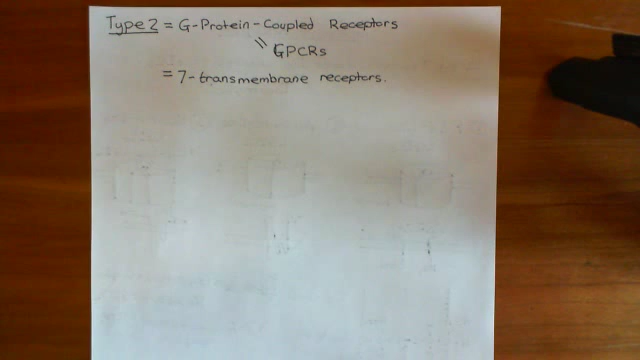 Type 2 = G-Protein-Coupled Receptors
= GPCRs
= 7-transmembrane receptors.